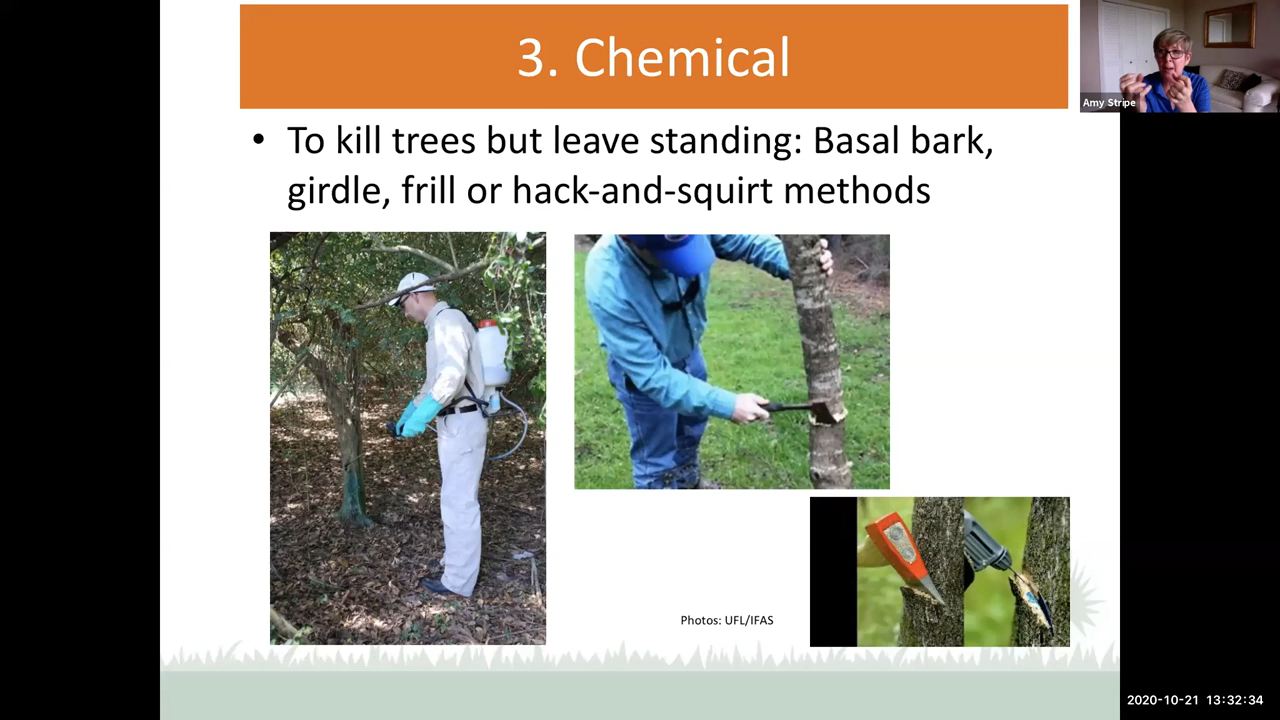 3. Chemical
Amy Stripe
• To kill trees but leave standing: Basal bark,
girdle, frill or hack-and-squirt methods
Photos: UFL/IFAS
2020-10-21 13:32:34